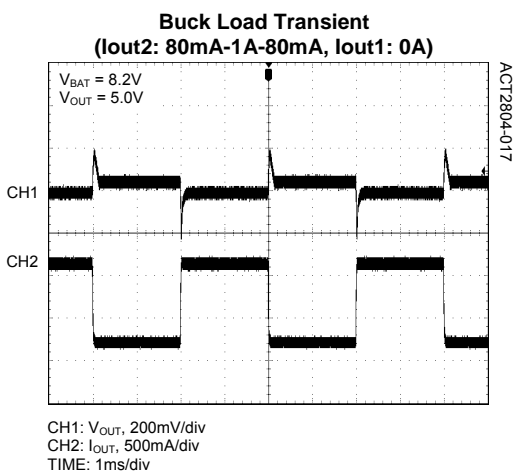 Buck Load Transient
(Iout2: 80mA-1A-80mA, Iout1: 0A)
VBAT = 8.2V
VOUT = 5.0V
ACT2804-017
CH1
CH2
CH1: VOUT, 200mV/div
CH2: IOUT, 500mA/div
TIME: 1ms/div